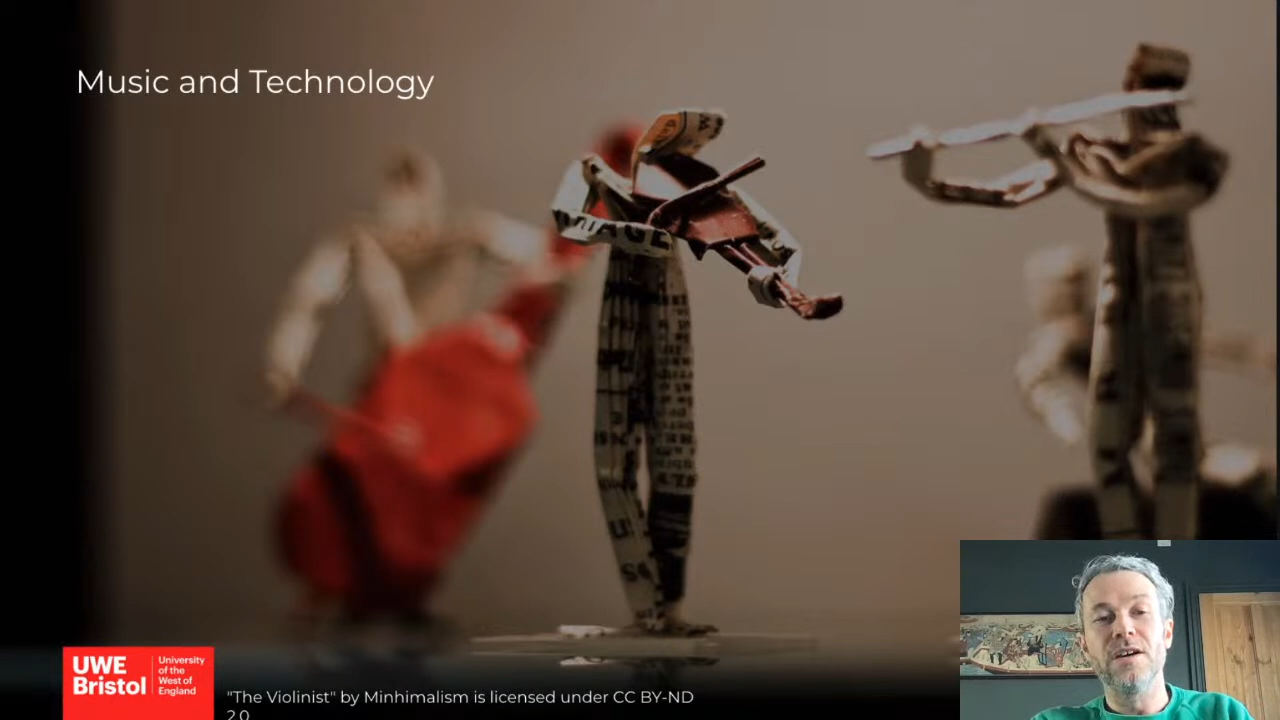 Music and Technology
MAGE
UWE
Bristol
University
of the
West of
England
"The Violinist" by Minhimalism is licensed under CC BY-ND
2.0